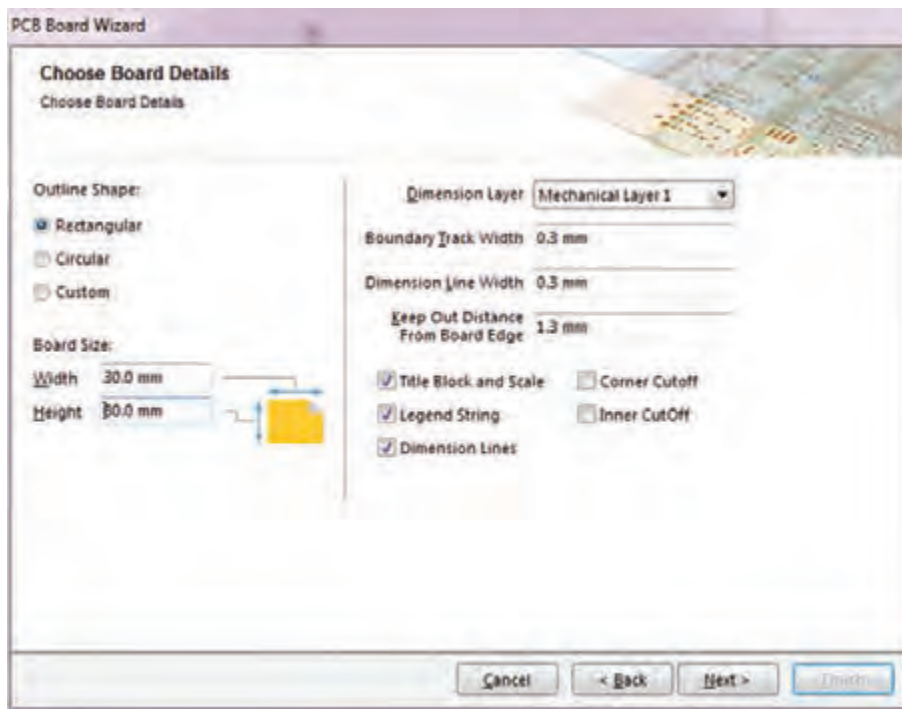 PCB Board Wizard
Choose Board Details
Choose Board Details
Outline Shape:
Rectangular
Circular
Custom
Board Size:
Width 30.0 mm
Height 30.0 mm
Dimension Layer Mechanical Layer 1
Boundary Track Width 0.3 mm
Dimension Line Width 0.3 mm
Keep Out Distance
From Board Edge 1.3 mm
Title Block and Scale Corner Cutoff
Legend String Inner CutOff
Dimension Lines
Cancel < Back Next > Finish